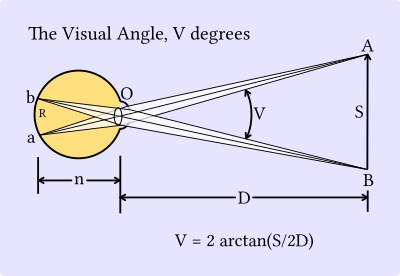 The Visual Angle, V degrees
A
b
O
R
V
S
a
B
n
D
V = 2 arctan(S/2D)